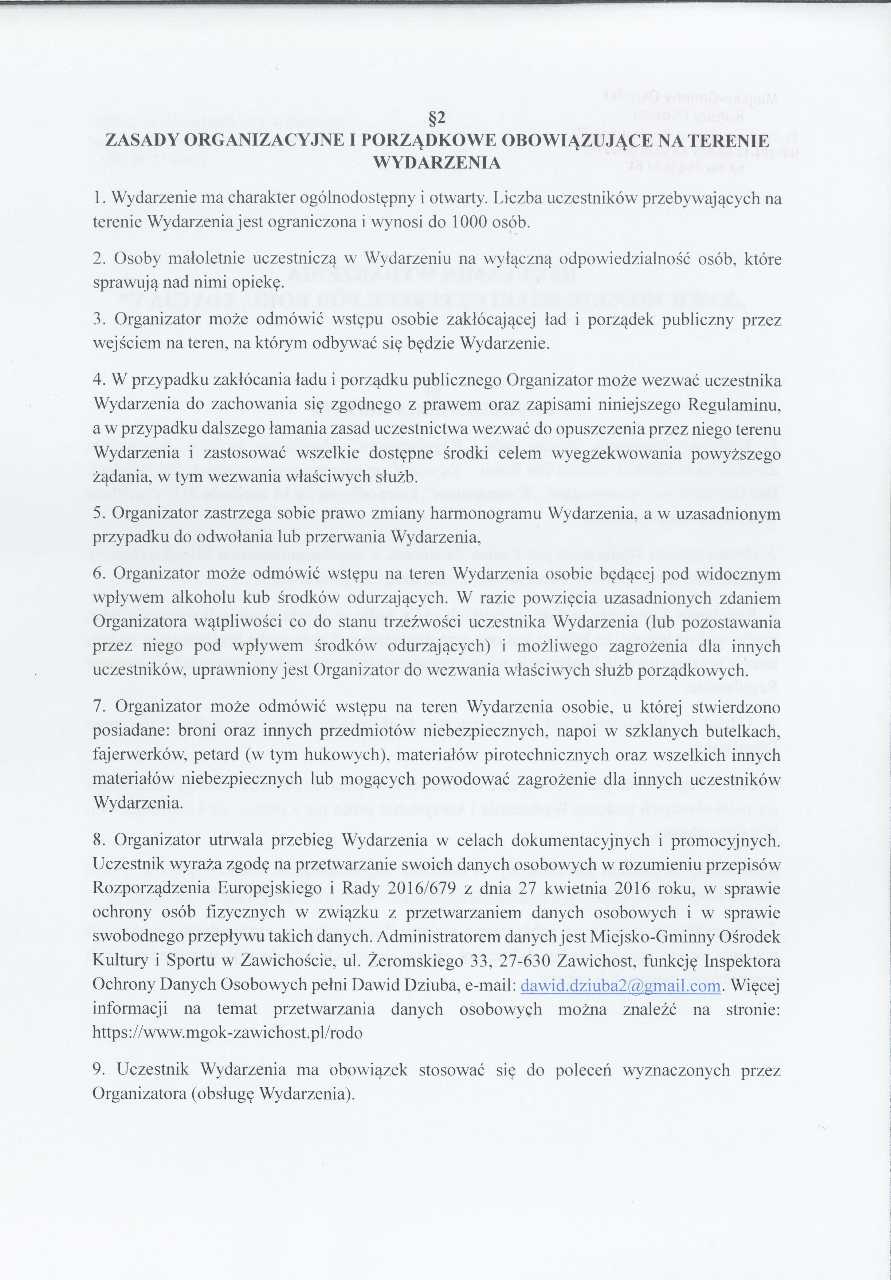 §2
ZASADY ORGANIZACYJNE I PORZĄDKOWE OBOWIĄZUJĄCE NA TERENIE
WYDARZENIA
1. Wydarzenie ma charakter ogólnodostępny i otwarty. Liczba uczestników przebywających na
terenie Wydarzenia jest ograniczona i wynosi do 1000 osób.
2. Osoby małoletnie uczestniczą w Wydarzeniu na wyłączną odpowiedzialność osób, które
sprawują nad nimi opiekę.
3. Organizator może odmówić wstępu osobie zakłócającej ład i porządek publiczny przez
wejściem na teren, na którym odbywać się będzie Wydarzenie.
4. W przypadku zakłócania ładu i porządku publicznego Organizator może wezwać uczestnika
Wydarzenia do zachowania się zgodnego z prawem oraz zapisami niniejszego Regulaminu,
a w przypadku dalszego łamania zasad uczestnictwa wezwać do opuszczenia przez niego terenu
Wydarzenia i zastosować wszelkie dostępne środki celem wyegzekwowania powyższego
żądania, w tym wezwania właściwych służb.
5. Organizator zastrzega sobie prawo zmiany harmonogramu Wydarzenia, a w uzasadnionym
przypadku do odwołania lub przerwania Wydarzenia,
6. Organizator może odmówić wstępu na teren Wydarzenia osobie będącej pod widocznym
wpływem alkoholu kub środków odurzających. W razie powzięcia uzasadnionych zdaniem
Organizatora wątpliwości co do stanu trzeźwości uczestnika Wydarzenia (lub pozostawania
przez niego pod wpływem środków odurzających) i możliwego zagrożenia dla innych
uczestników, uprawniony jest Organizator do wezwania właściwych służb porządkowych.
7. Organizator może odmówić wstępu na teren Wydarzenia osobie, u której stwierdzono
posiadane: broni oraz innych przedmiotów niebezpiecznych, napoi w szklanych butelkach,
fajerwerków, petard (w tym hukowych), materiałów pirotechnicznych oraz wszelkich innych
materiałów niebezpiecznych lub mogących powodować zagrożenie dla innych uczestników
Wydarzenia.
8. Organizator utrwala przebieg Wydarzenia w celach dokumentacyjnych i promocyjnych.
Uczestnik wyraża zgodę na przetwarzanie swoich danych osobowych w rozumieniu przepisów
Rozporządzenia Europejskiego i Rady 2016/679 z dnia 27 kwietnia 2016 roku, w sprawie
ochrony osób fizycznych w związku z przetwarzaniem danych osobowych i w sprawie
swobodnego przepływu takich danych. Administratorem danych jest Miejsko-Gminny Ośrodek
Kultury i Sportu w Zawichoście, ul. Żeromskiego 33, 27-630 Zawichost, funkcję Inspektora
Ochrony Danych Osobowych pełni Dawid Dziuba, e-mail: dawid.dziuba2@gmail.com. Więcej
informacji na temat przetwarzania danych osobowych można znaleźć na stronie:
https://www.mgok-zawichost.pl/rodo
9. Uczestnik Wydarzenia ma obowiązek stosować się do poleceń wyznaczonych przez
Organizatora (obsługę Wydarzenia).